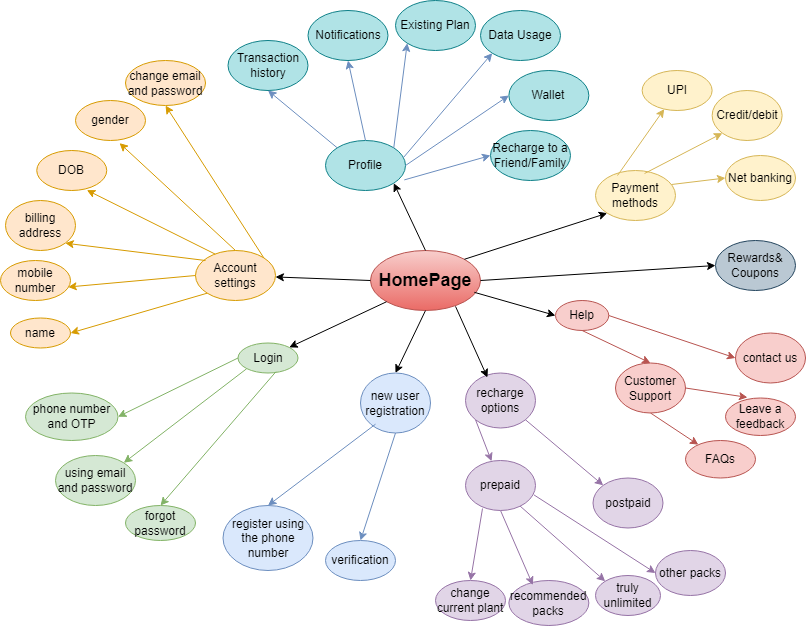 Existing Plan
Notifications
Data Usage
Transaction
history
change email
and password
UPI
Wallet
gender
Credit/debit
Recharge to a
Friend/Family
Profile
DOB
Net banking
Payment
methods
billing
address
Rewards&
Coupons
Account
settings
HomePage
mobile
number
Help
name
Login
contact us
Customer
Support
new user
registration
recharge
options
phone number
and OTP
Leave a
feedback
FAQs
using email
and password
prepaid
postpaid
forgot
password
register using
the phone
number
verification
other packs
change
current plant
recommended
packs
truly
unlimited